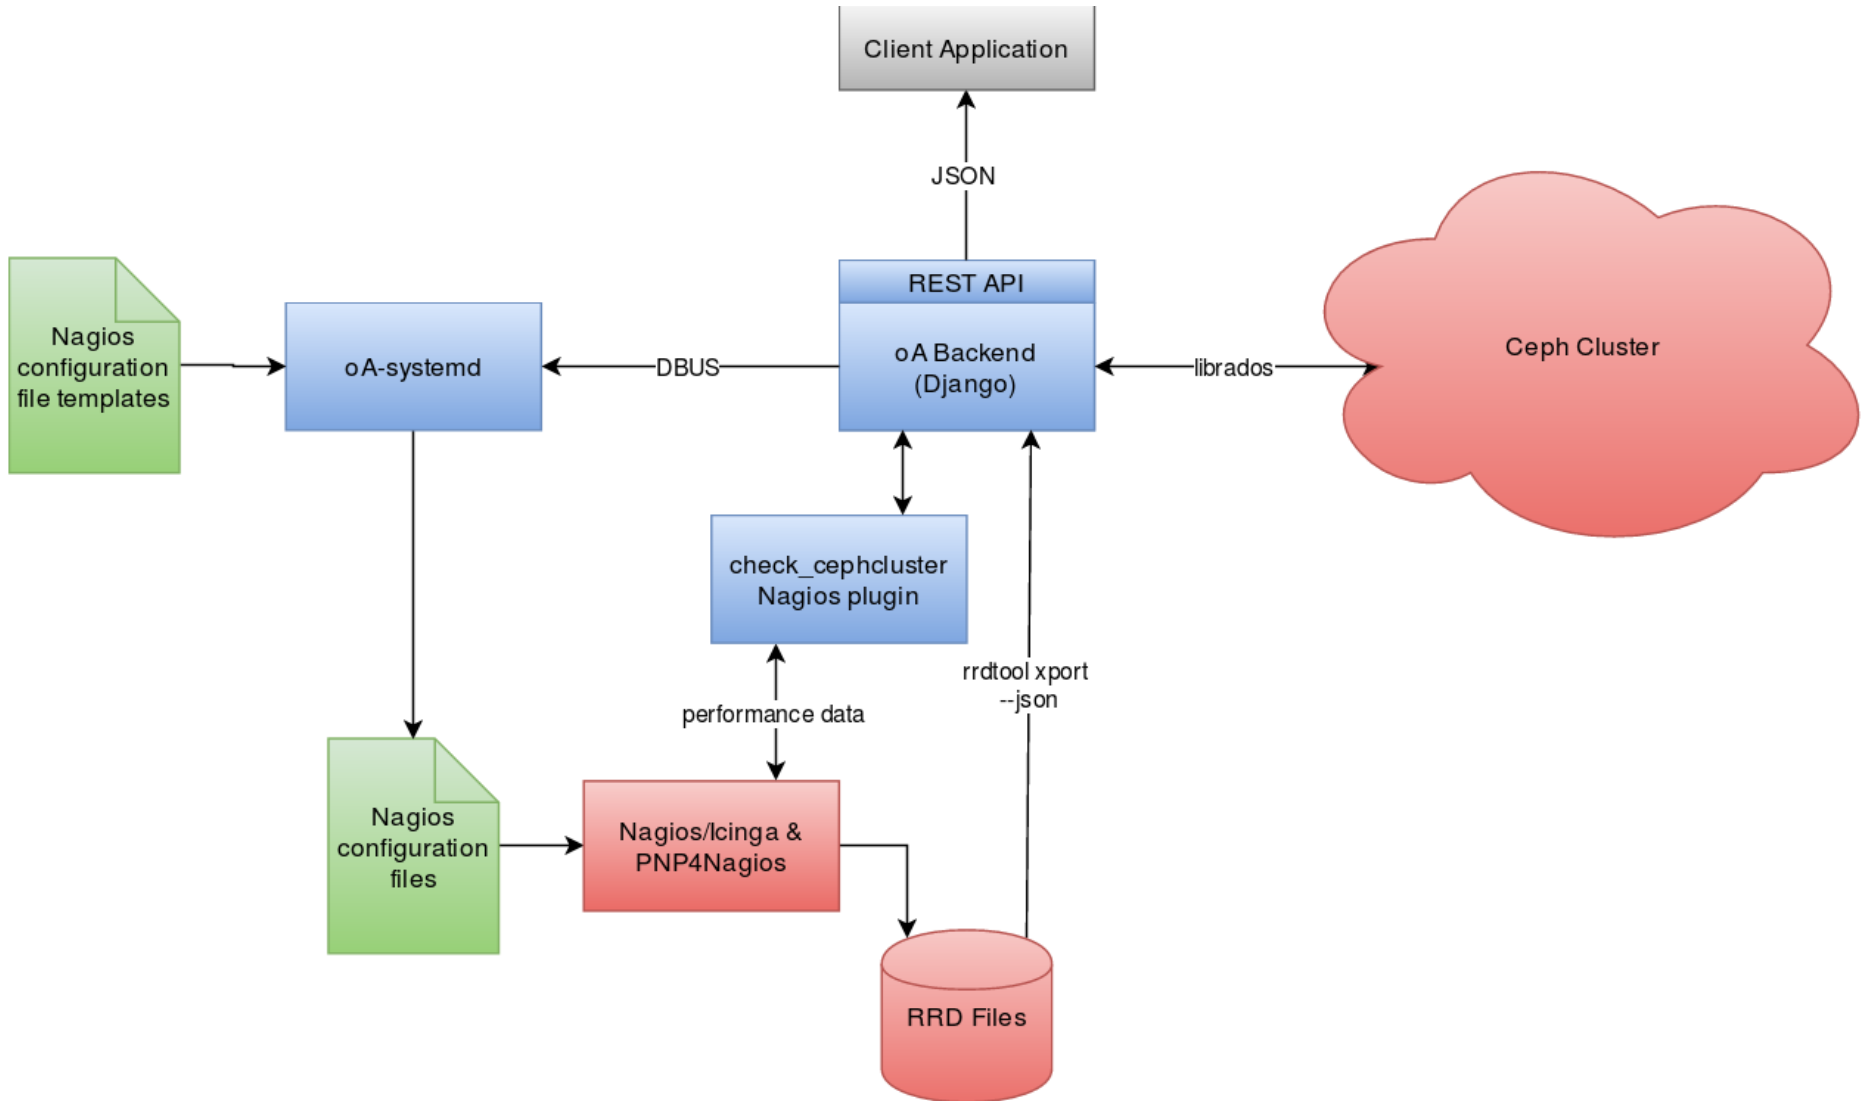 Client Application
JSON
REST API
oA Backend
(Django)
Nagios
configuration
file templates
oA-systemd
DBUS
librados
Ceph Cluster
check_cephcluster
Nagios plugin
rrdtool xport
--json
performance data
Nagios
configuration
files
Nagios/Icinga &
PNP4Nagios
RRD Files